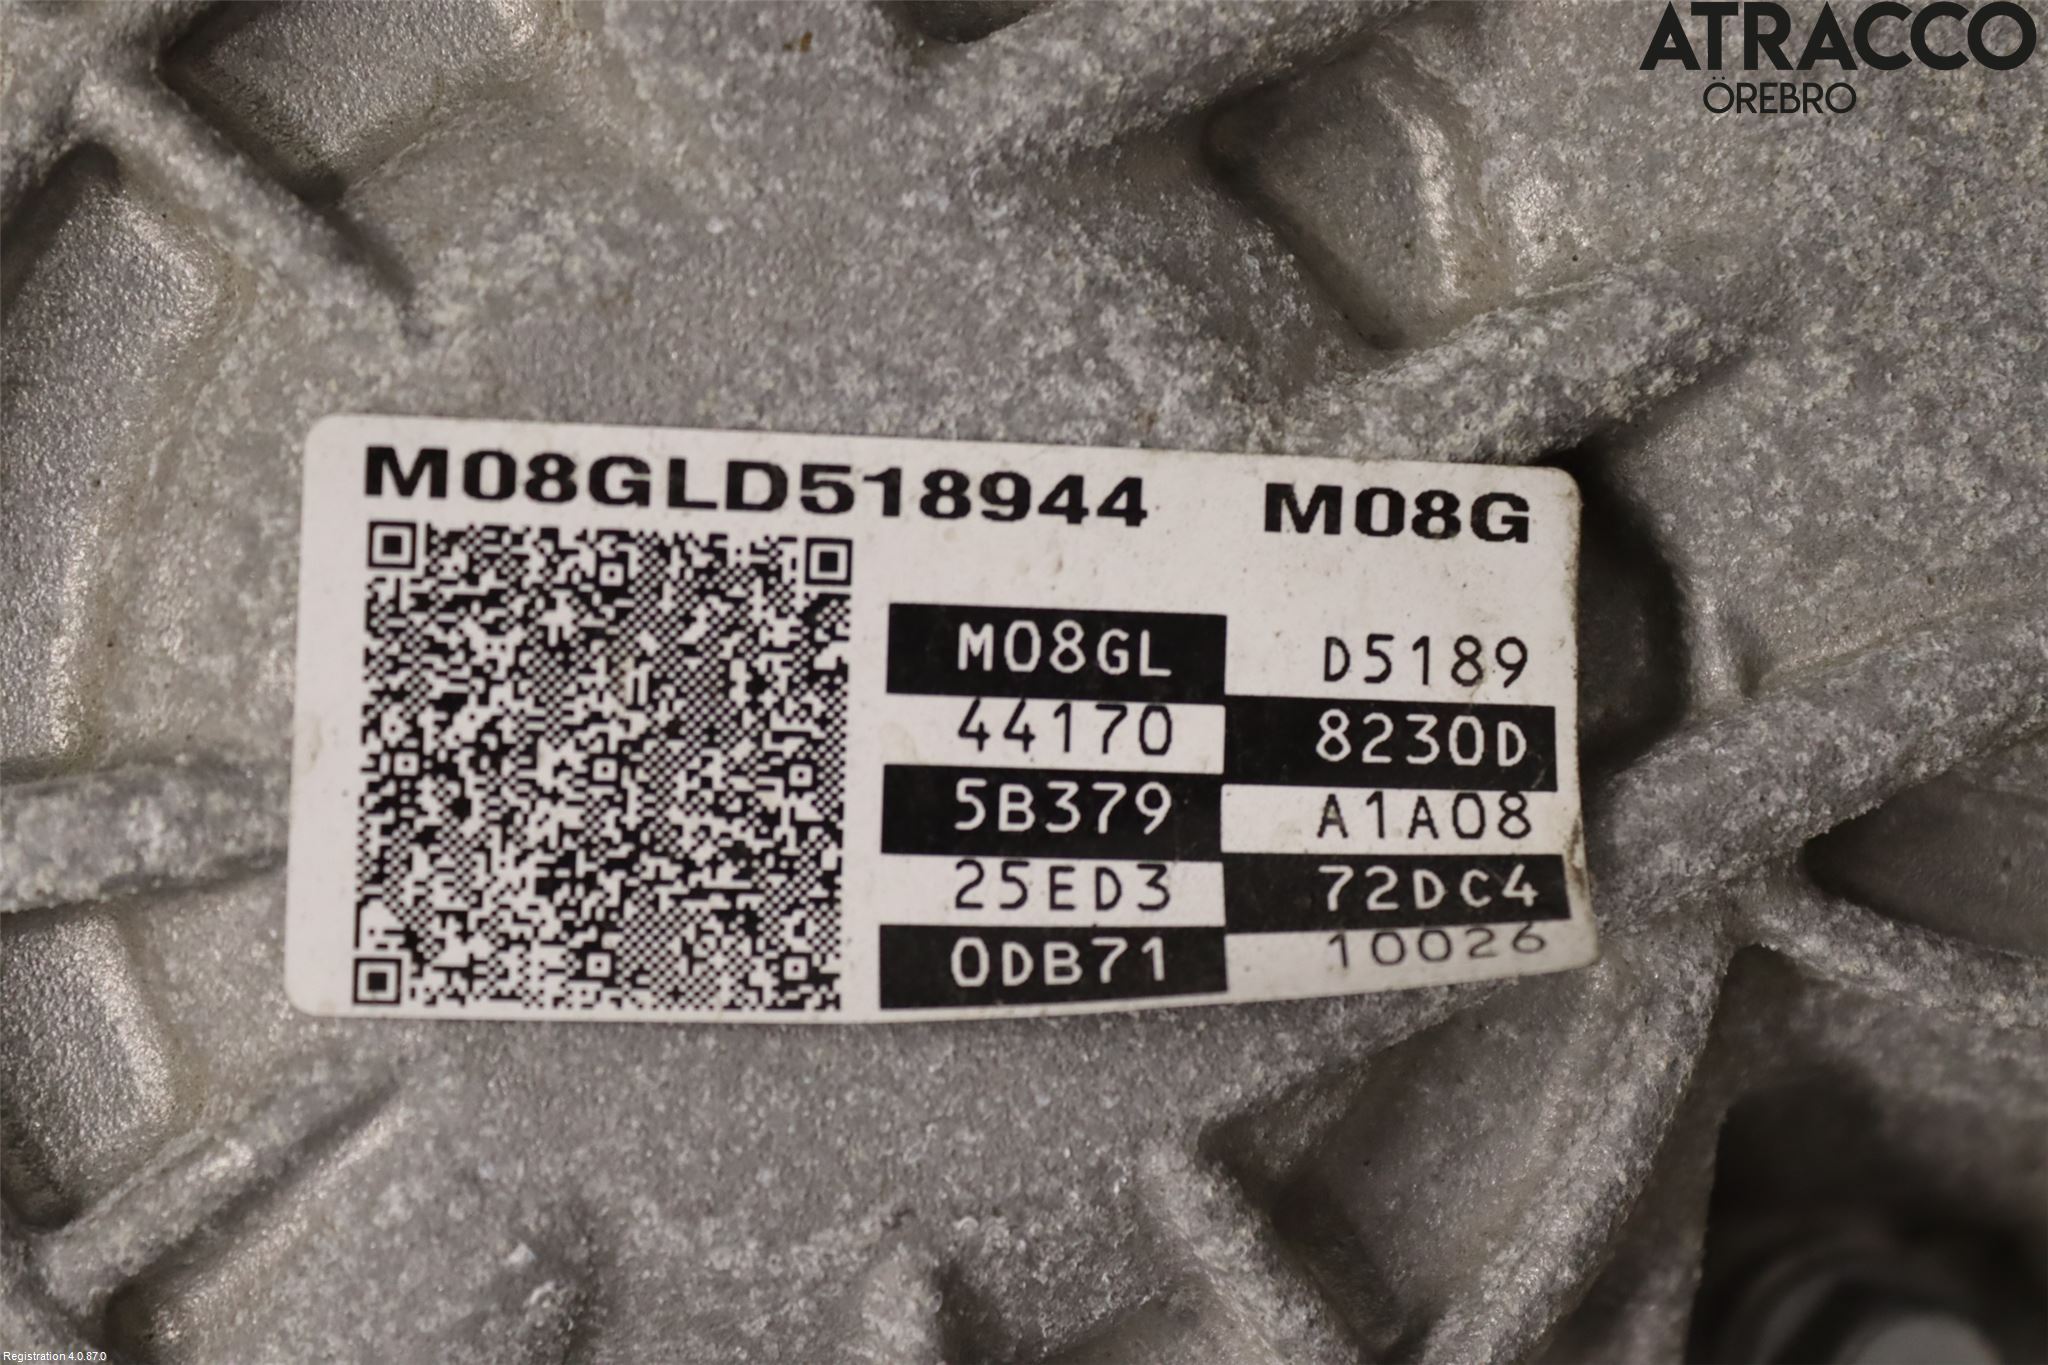 ATRACCO
ÖREBRO
M08GLD518944 M08G
M08GL D5189
44170 8230D
5B379 A1A08
25ED3 72DC4
0DB71 10026
Registration 4.0.87.0